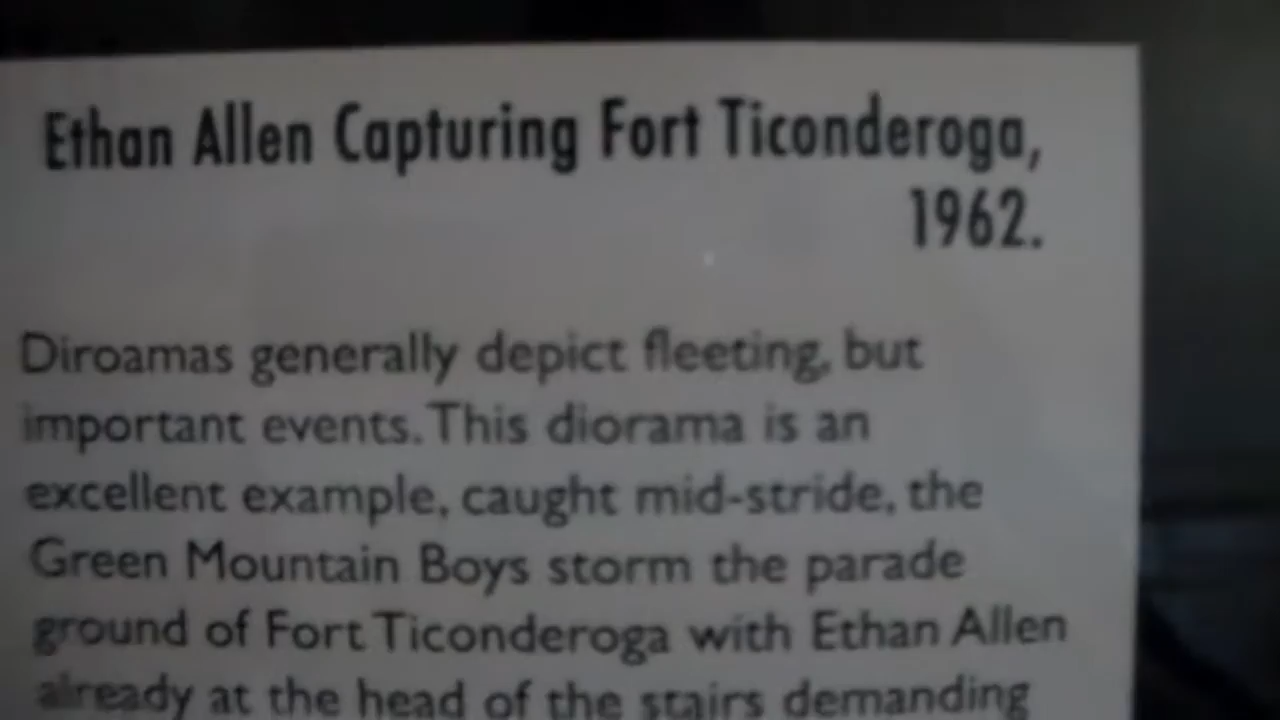 Ethan Allen Capturing Fort Ticonderoga,
1962.
Diroamas generally depict fleeting, but
important events. This diorama is an
excellent example, caught mid-stride, the
Green Mountain Boys storm the parade
ground of Fort Ticonderoga with Ethan Allen
already at the head of the stairs demanding